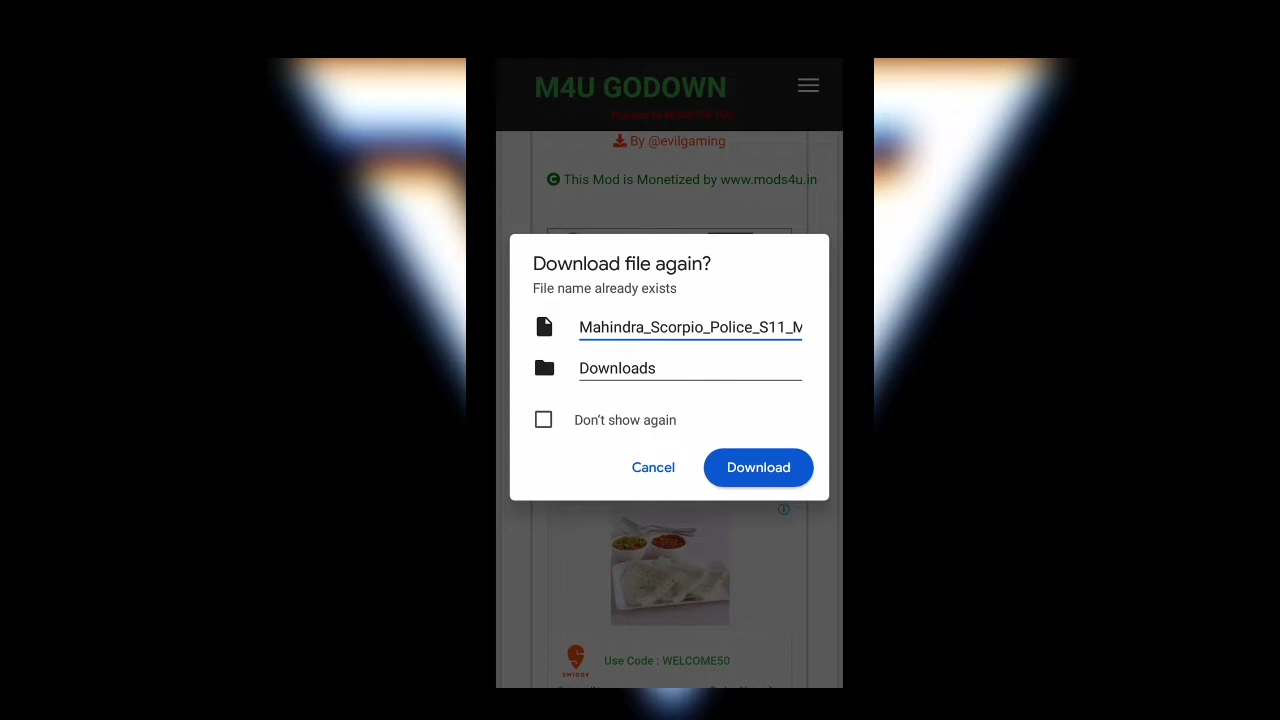 M4U GODOWN
By @evilgaming
This Mod is Monetized by www.mods4u.in
Download file again?
File name already exists
Mahindra_Scorpio_Police_S11_M
Downloads
Don't show again
Cancel
Download
Use Code : WELCOME50
SWIGGY